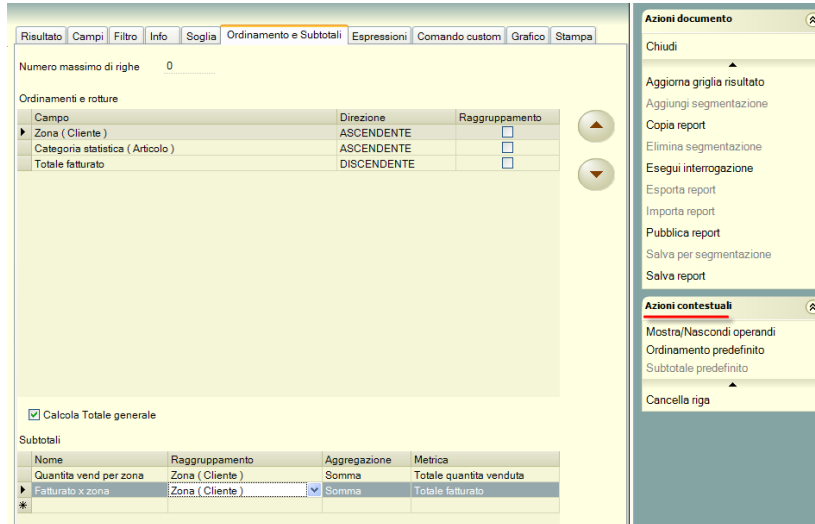 Risultato Campi Filtro Info Soglia Ordinamento e Subtotali Espressioni Comando custom Grafico Stampa
Numero massimo di righe 0
Ordinamenti e rotture
Campo Direzione Raggruppamento
Zona ( Cliente ) ASCENDENTE
Categoria statistica ( Articolo ) ASCENDENTE
Totale fatturato DISCENDENTE
Calcola Totale generale
Subtotali
Nome Raggruppamento Aggregazione Metrica
Quantita vend per zona Zona ( Cliente ) Somma Totale quantita venduta
Fatturato x zona Zona ( Cliente ) Somma Totale fatturato
Azioni documento
Chiudi
Aggiorna griglia risultato
Aggiungi segmentazione
Copia report
Elimina segmentazione
Esegui interrogazione
Esporta report
Importa report
Pubblica report
Salva per segmentazione
Salva report
Azioni contestuali
Mostra/Nascondi operandi
Ordinamento predefinito
Subtotale predefinito
Cancella riga